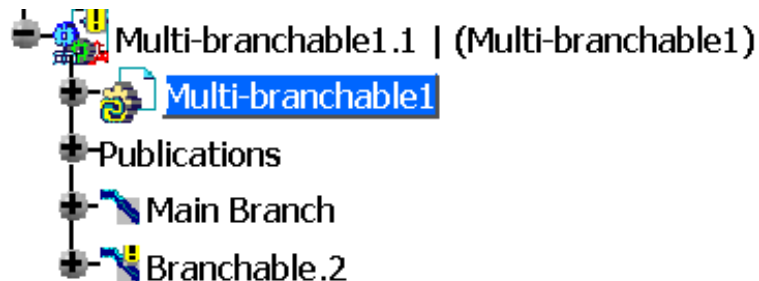 Multi-branchable1.1 | (Multi-branchable1)
Multi-branchable1
Publications
Main Branch
Branchable.2